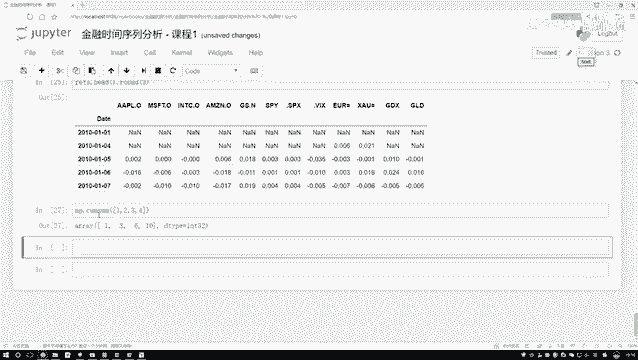 jupyter 金融时间序列分析 - 课程1 (unsaved changes)
Logout
File Edit View Insert Cell Kernel Widgets Help
Trusted
Code
rets.head().round(3)
AAPL.O MSFT.O INTC.O AMZN.O GS.N SPY .SPX .VIX EUR= XAU= GDX GLD
Date
2010-01-01 NaN NaN NaN NaN NaN NaN NaN NaN NaN NaN NaN NaN
2010-01-04 NaN NaN NaN NaN NaN NaN NaN NaN 0.006 0.021 NaN NaN
2010-01-05 0.002 0.000 -0.000 0.006 0.018 0.003 0.003 -0.035 -0.003 -0.001 0.010 -0.001
2010-01-06 -0.016 -0.006 -0.003 -0.018 -0.011 0.001 0.001 -0.010 0.003 0.018 0.024 0.016
2010-01-07 -0.002 -0.010 -0.010 -0.017 0.019 0.004 0.004 -0.005 -0.007 -0.006 -0.005 -0.006
In [27]: np.cumsum([1,2,3,4])
Out[27]: array([ 1, 3, 6, 10], dtype=int32)
In [ ]:
In [ ]: